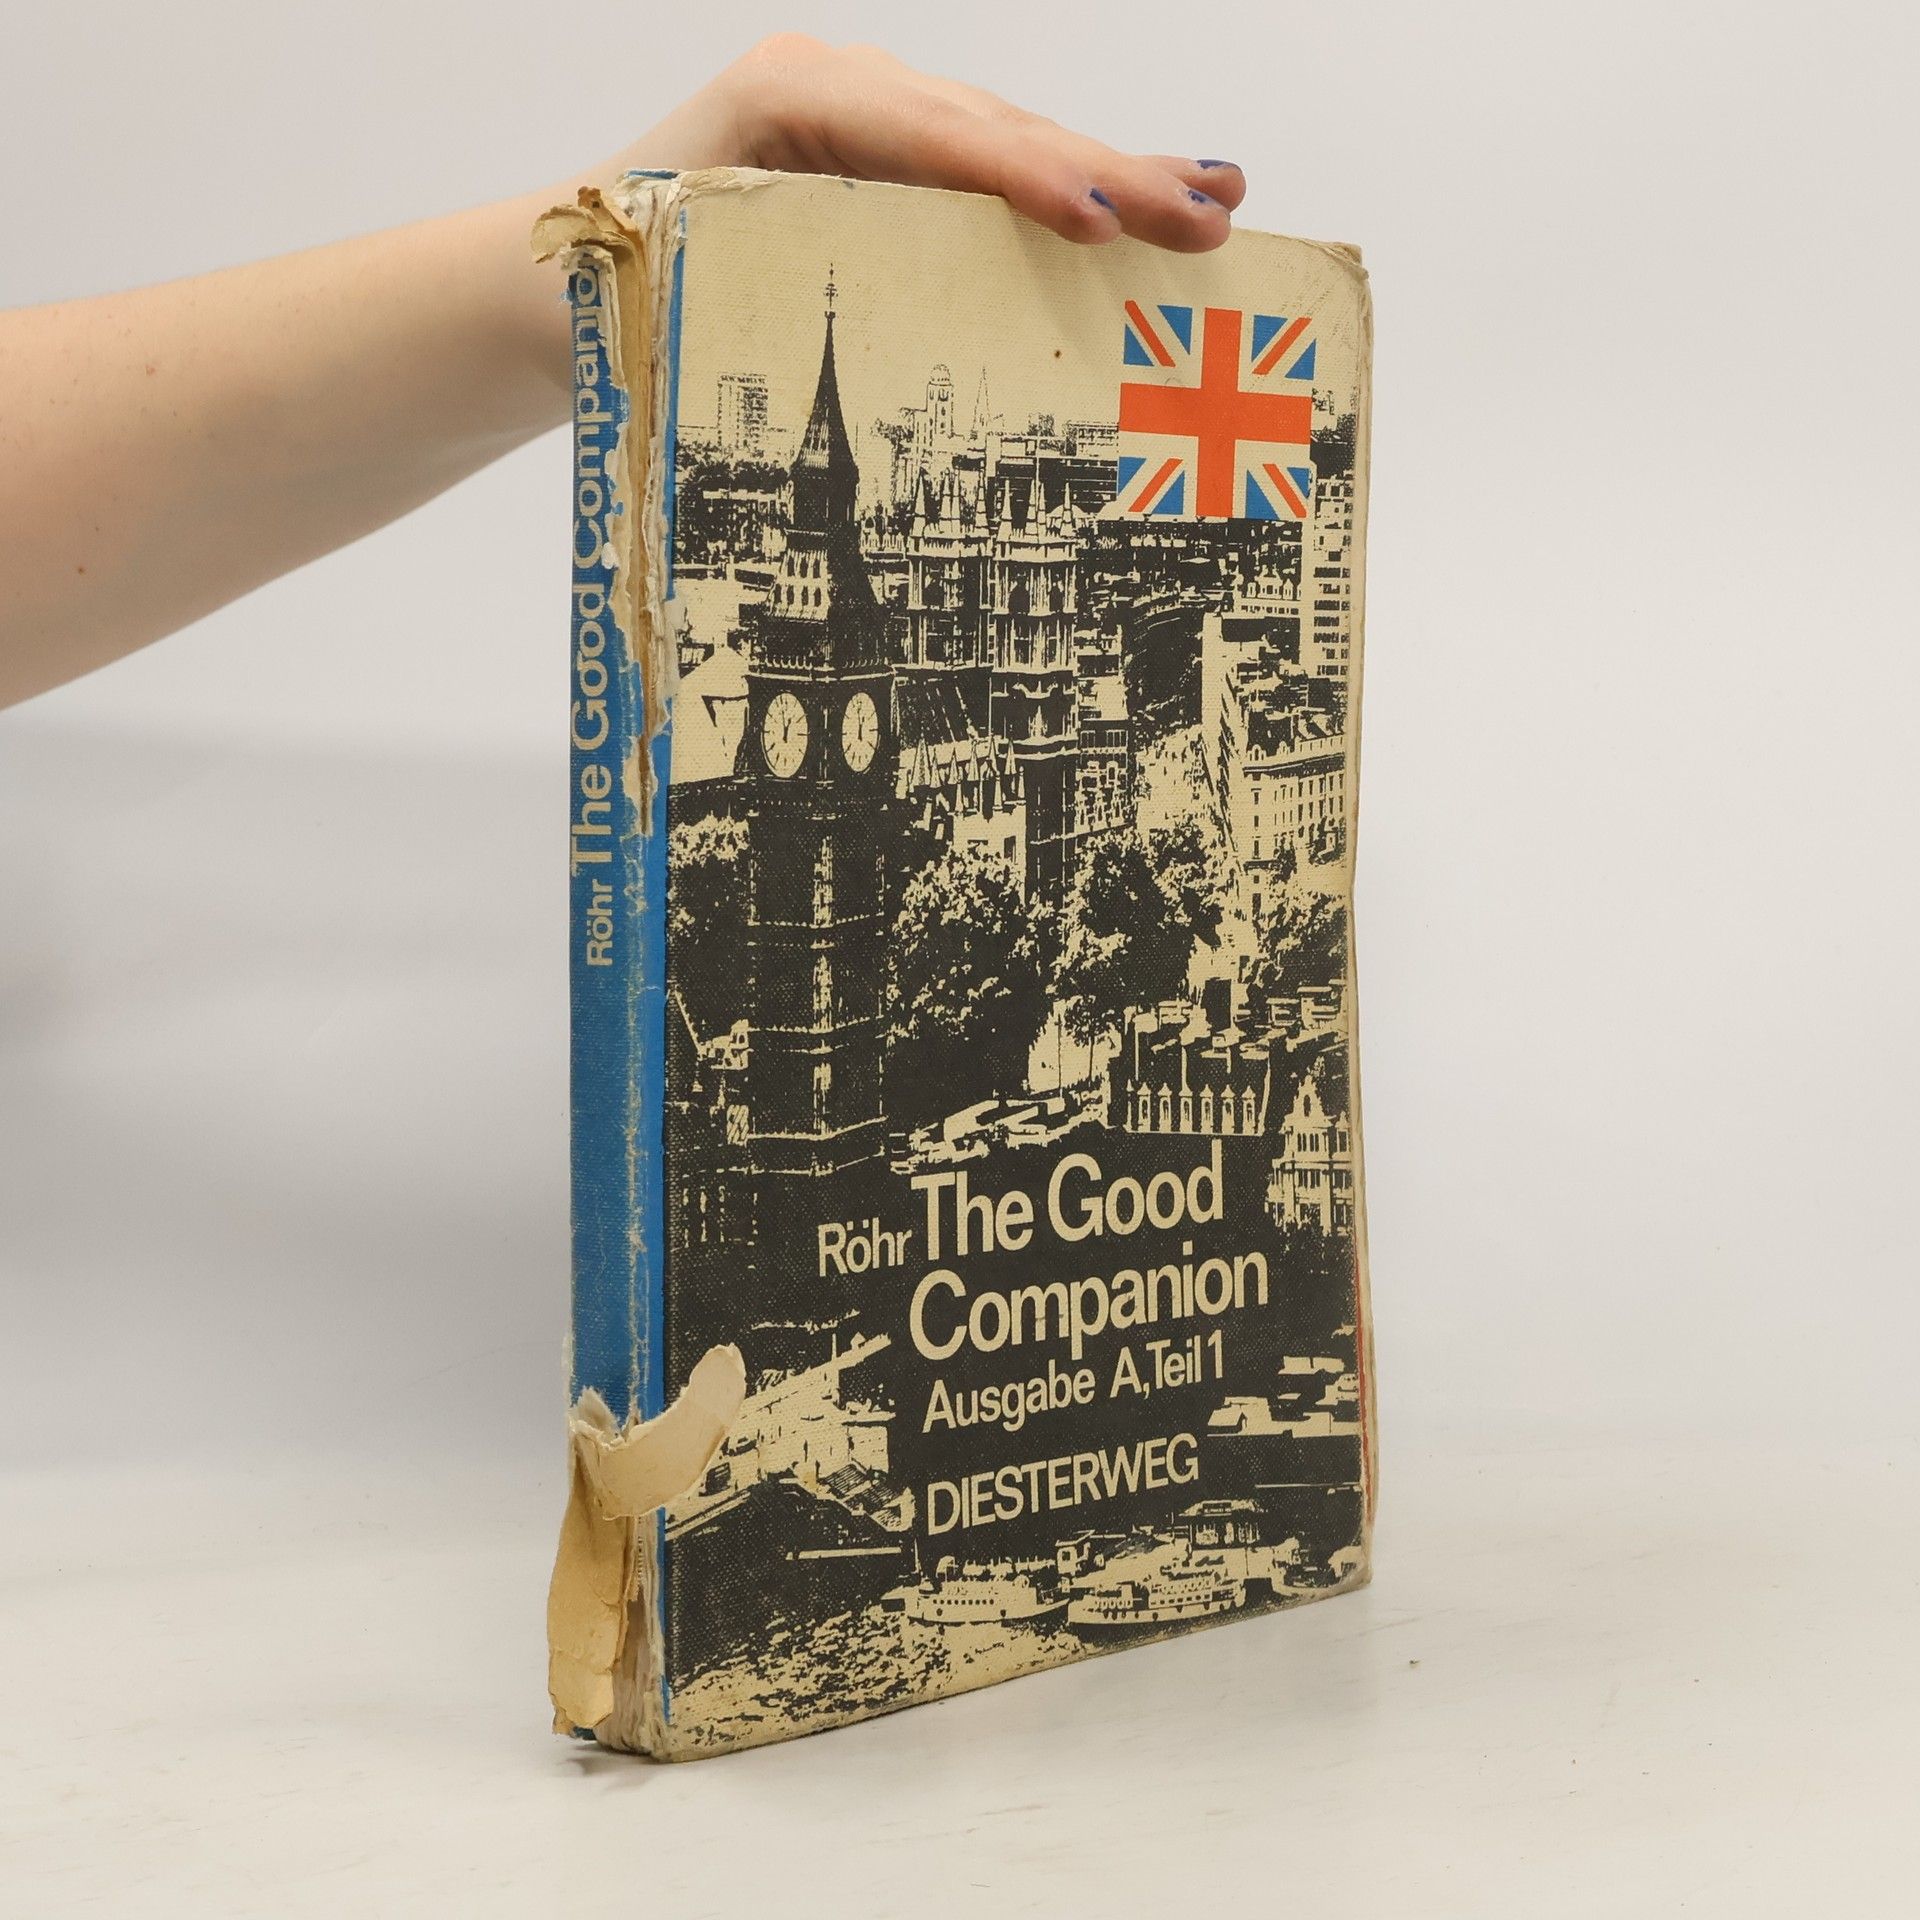 Röhr The Good Companion
Röhr The Good
Companion
Ausgabe A, Teil 1
DIESTERWEG